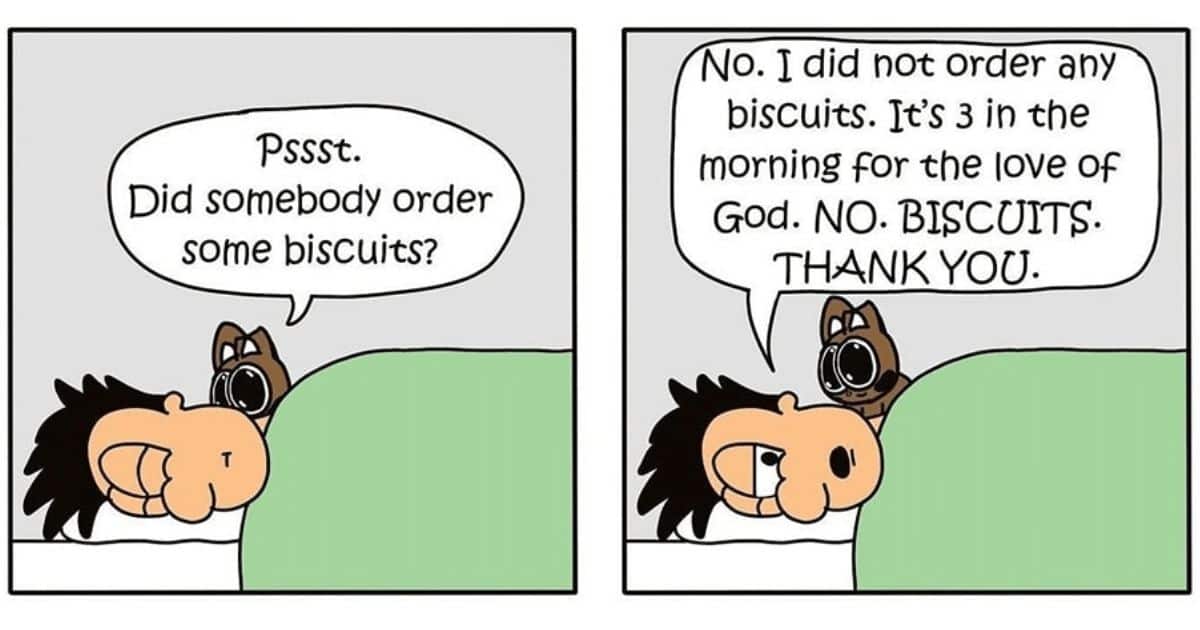 Pssst.
Did somebody order
some biscuits?
No. I did not order any
biscuits. It's 3 in the
morning for the love of
God. NO. BISCUITS.
THANK YOU.